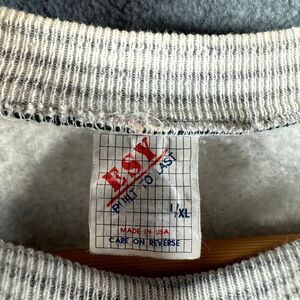 ESY
BUILT TO LAST
L/XL
MADE IN USA
CARE ON REVERSE